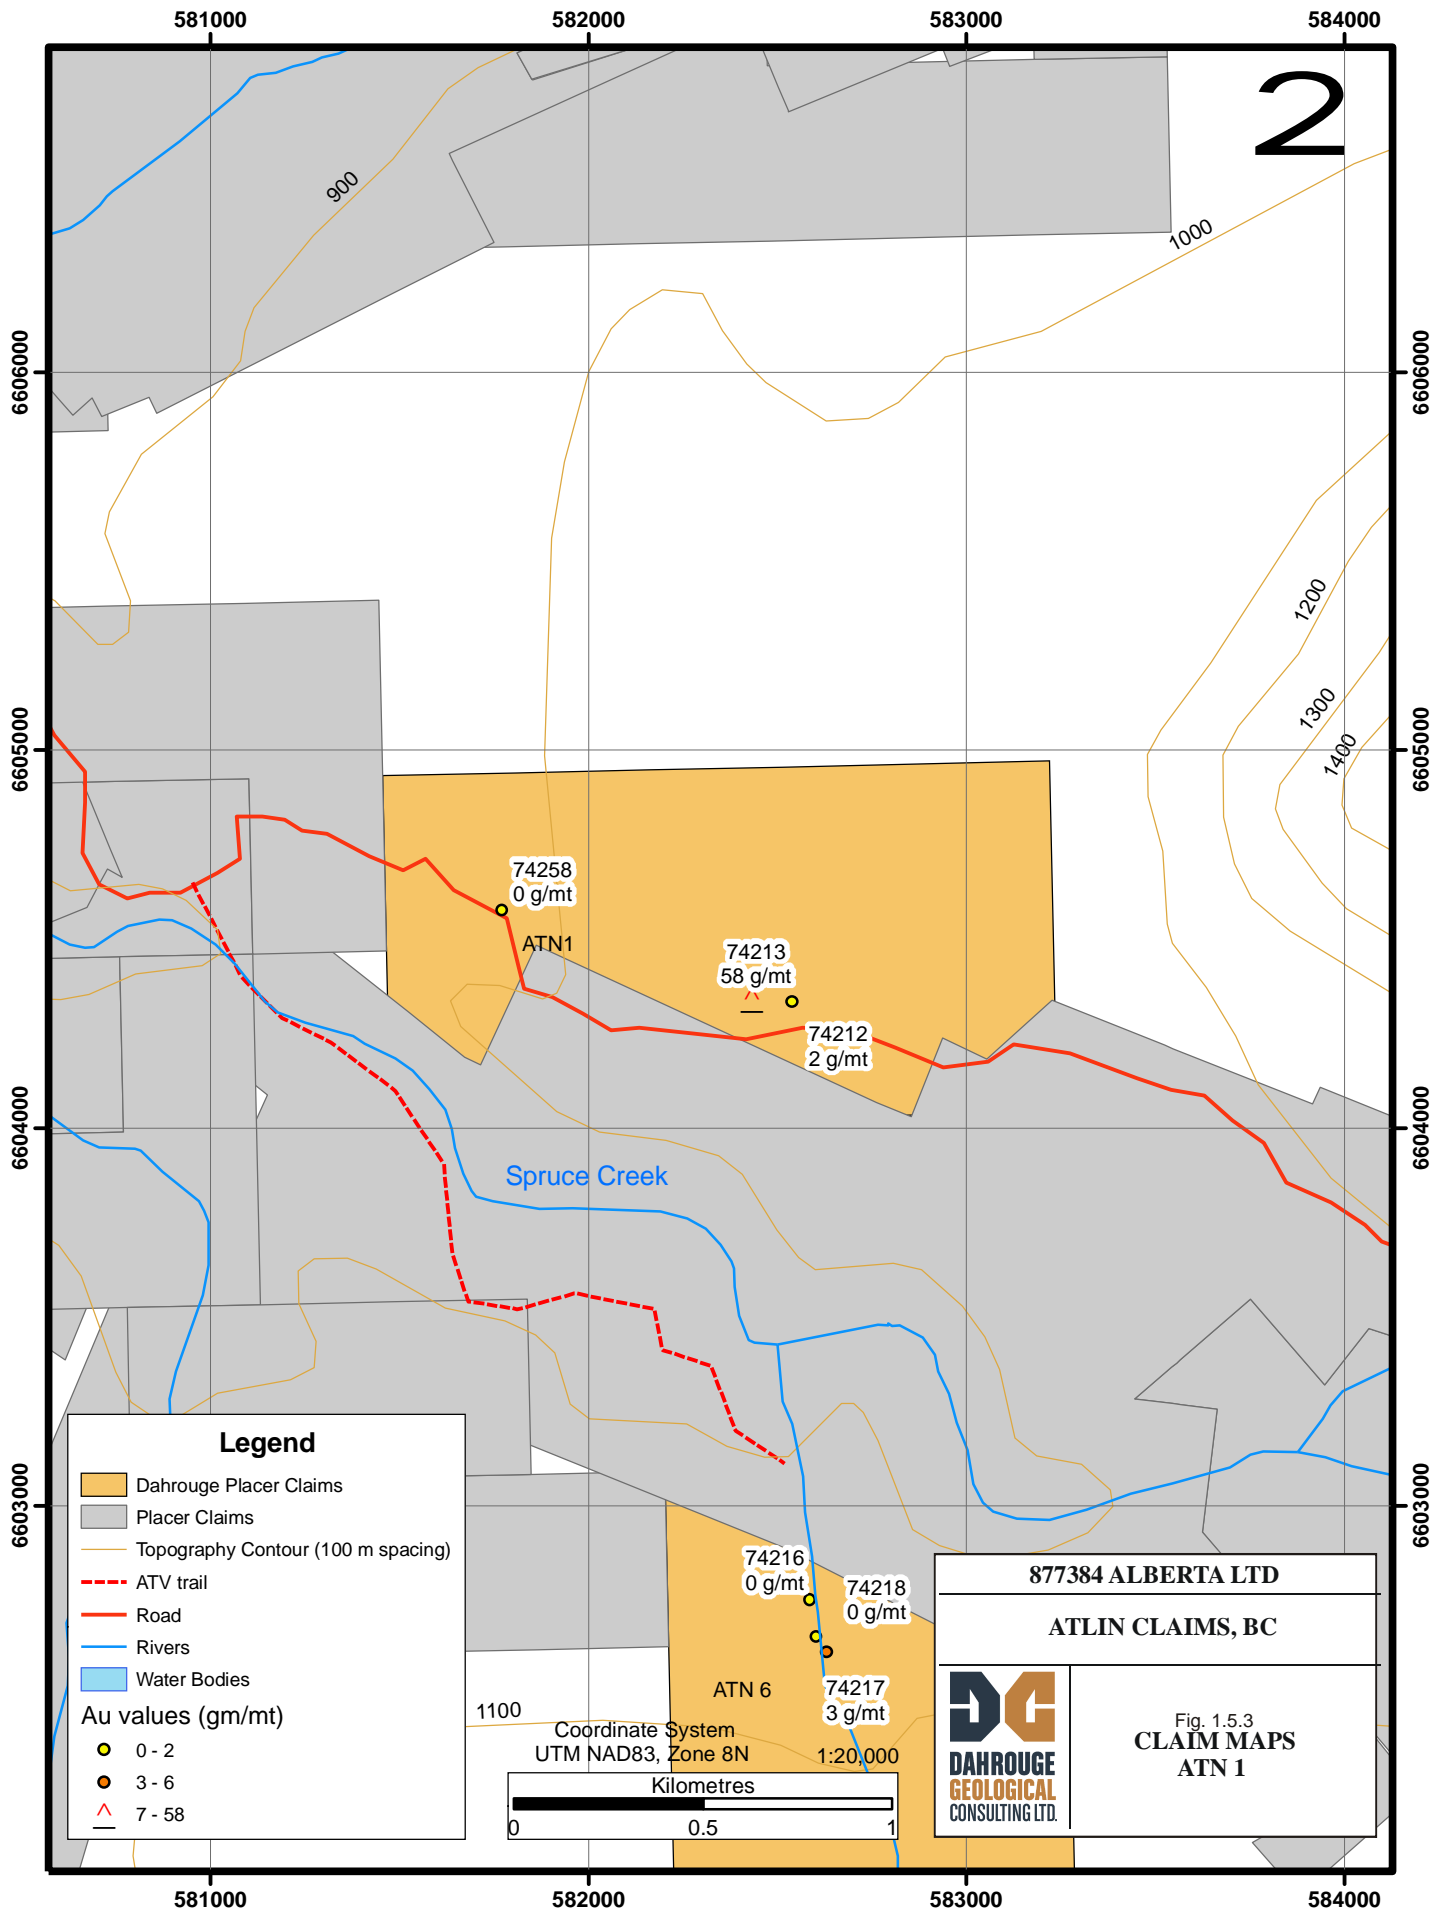 581000
582000
583000
584000
2
900
1000
6606000
6606000
1200
1300
1400
6605000
6605000
74258
0 g/mt
ATN1
74213
58 g/mt
74212
2 g/mt
6604000
6604000
Spruce Creek
6603000
6603000
Legend
Dahrouge Placer Claims
Placer Claims
Topography Contour (100 m spacing)
ATV trail
Road
Rivers
Water Bodies
Au values (gm/mt)
0 - 2
3 - 6
7 - 58
74216
0 g/mt
74218
0 g/mt
ATN 6
74217
3 g/mt
1100
Coordinate System
UTM NAD83, Zone 8N
1:20,000
Kilometres
0
0.5
1
877384 ALBERTA LTD
ATLIN CLAIMS, BC
DAHROUGE
GEOLOGICAL
CONSULTING LTD.
Fig. 1.5.3
CLAIM MAPS
ATN 1
581000
582000
583000
584000